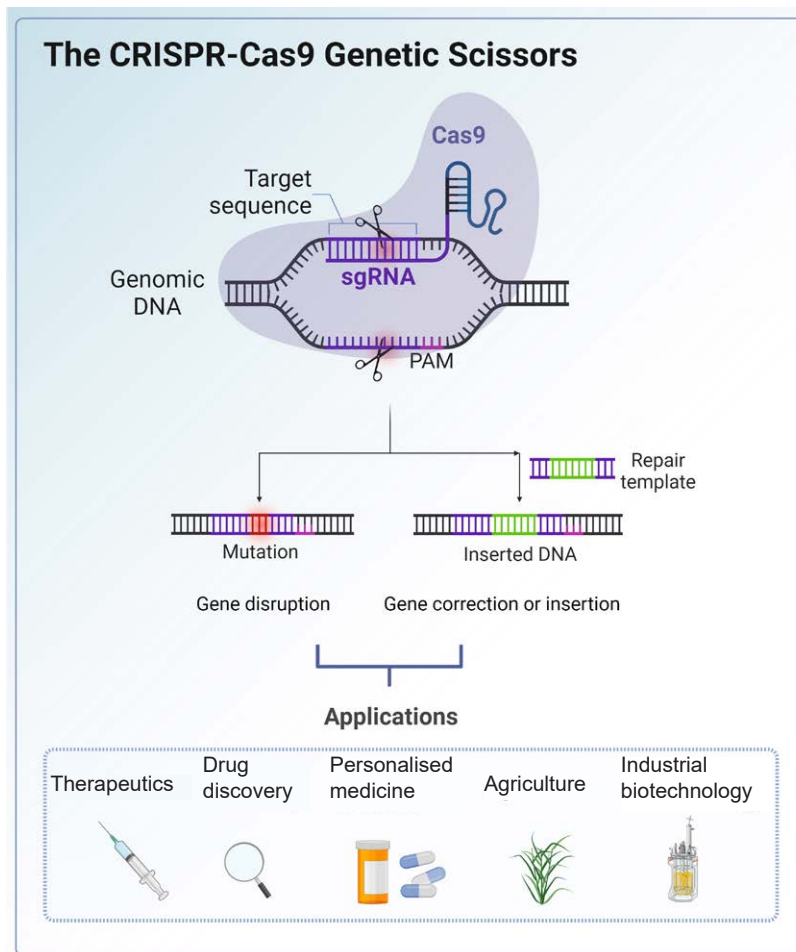 The CRISPR-Cas9 Genetic Scissors
Cas9
Target
sequence
sgRNA
Genomic
DNA
PAM
Repair
template
Mutation
Inserted DNA
Gene disruption
Gene correction or insertion
Applications
Therapeutics
Drug
discovery
Personalised
medicine
Agriculture
Industrial
biotechnology